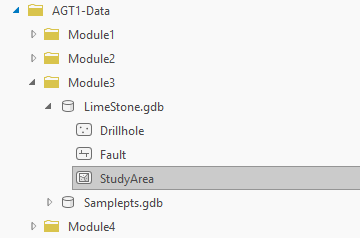 AGT1-Data
Module1
Module2
Module3
LimeStone.gdb
Drillhole
Fault
StudyArea
Samplepts.gdb
Module4